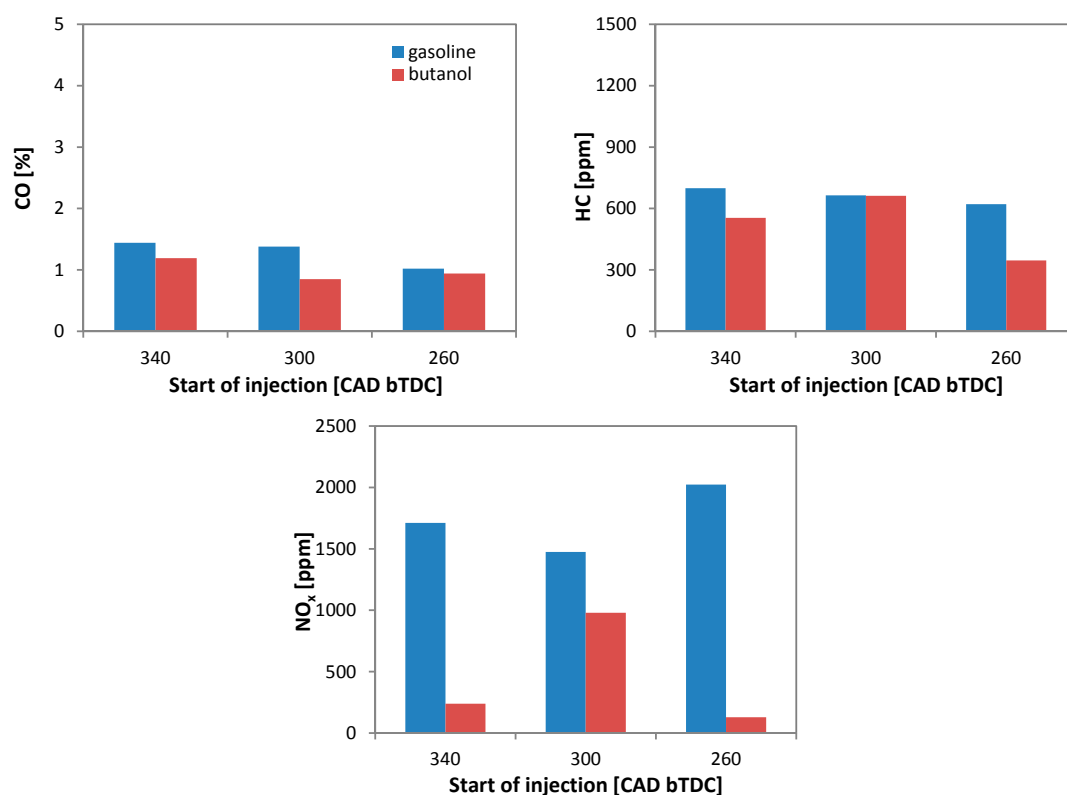 5
4
3
2
1
0
CO [%]
gasoline
butanol
340 300 260
Start of injection [CAD bTDC]
1500
1200
900
600
300
0
HC [ppm]
340 300 260
Start of injection [CAD bTDC]
2500
2000
1500
1000
500
0
NOx [ppm]
340 300 260
Start of injection [CAD bTDC]